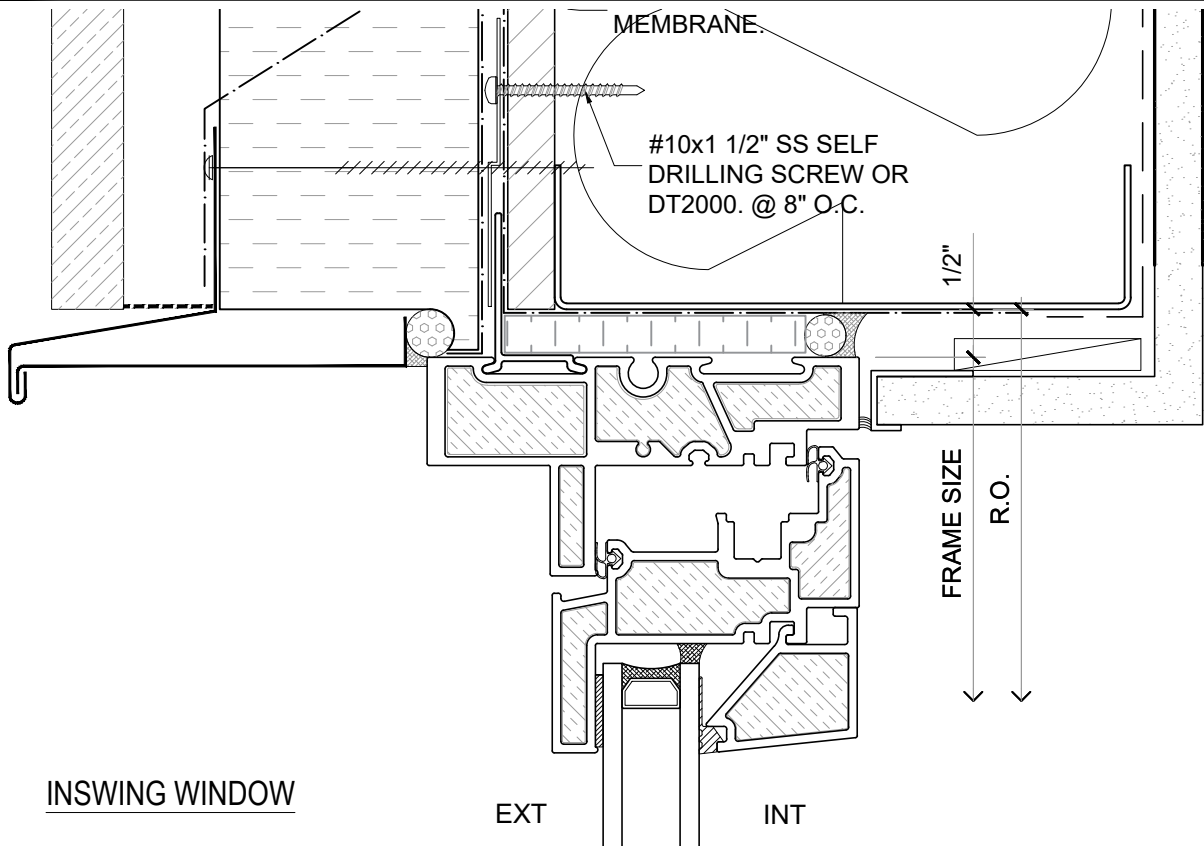 MEMBRANE.
#10x1 1/2" SS SELF
DRILLING SCREW OR
DT2000. @ 8" O.C.
1/2"
FRAME SIZE
R.O.
INSWING WINDOW
EXT
INT